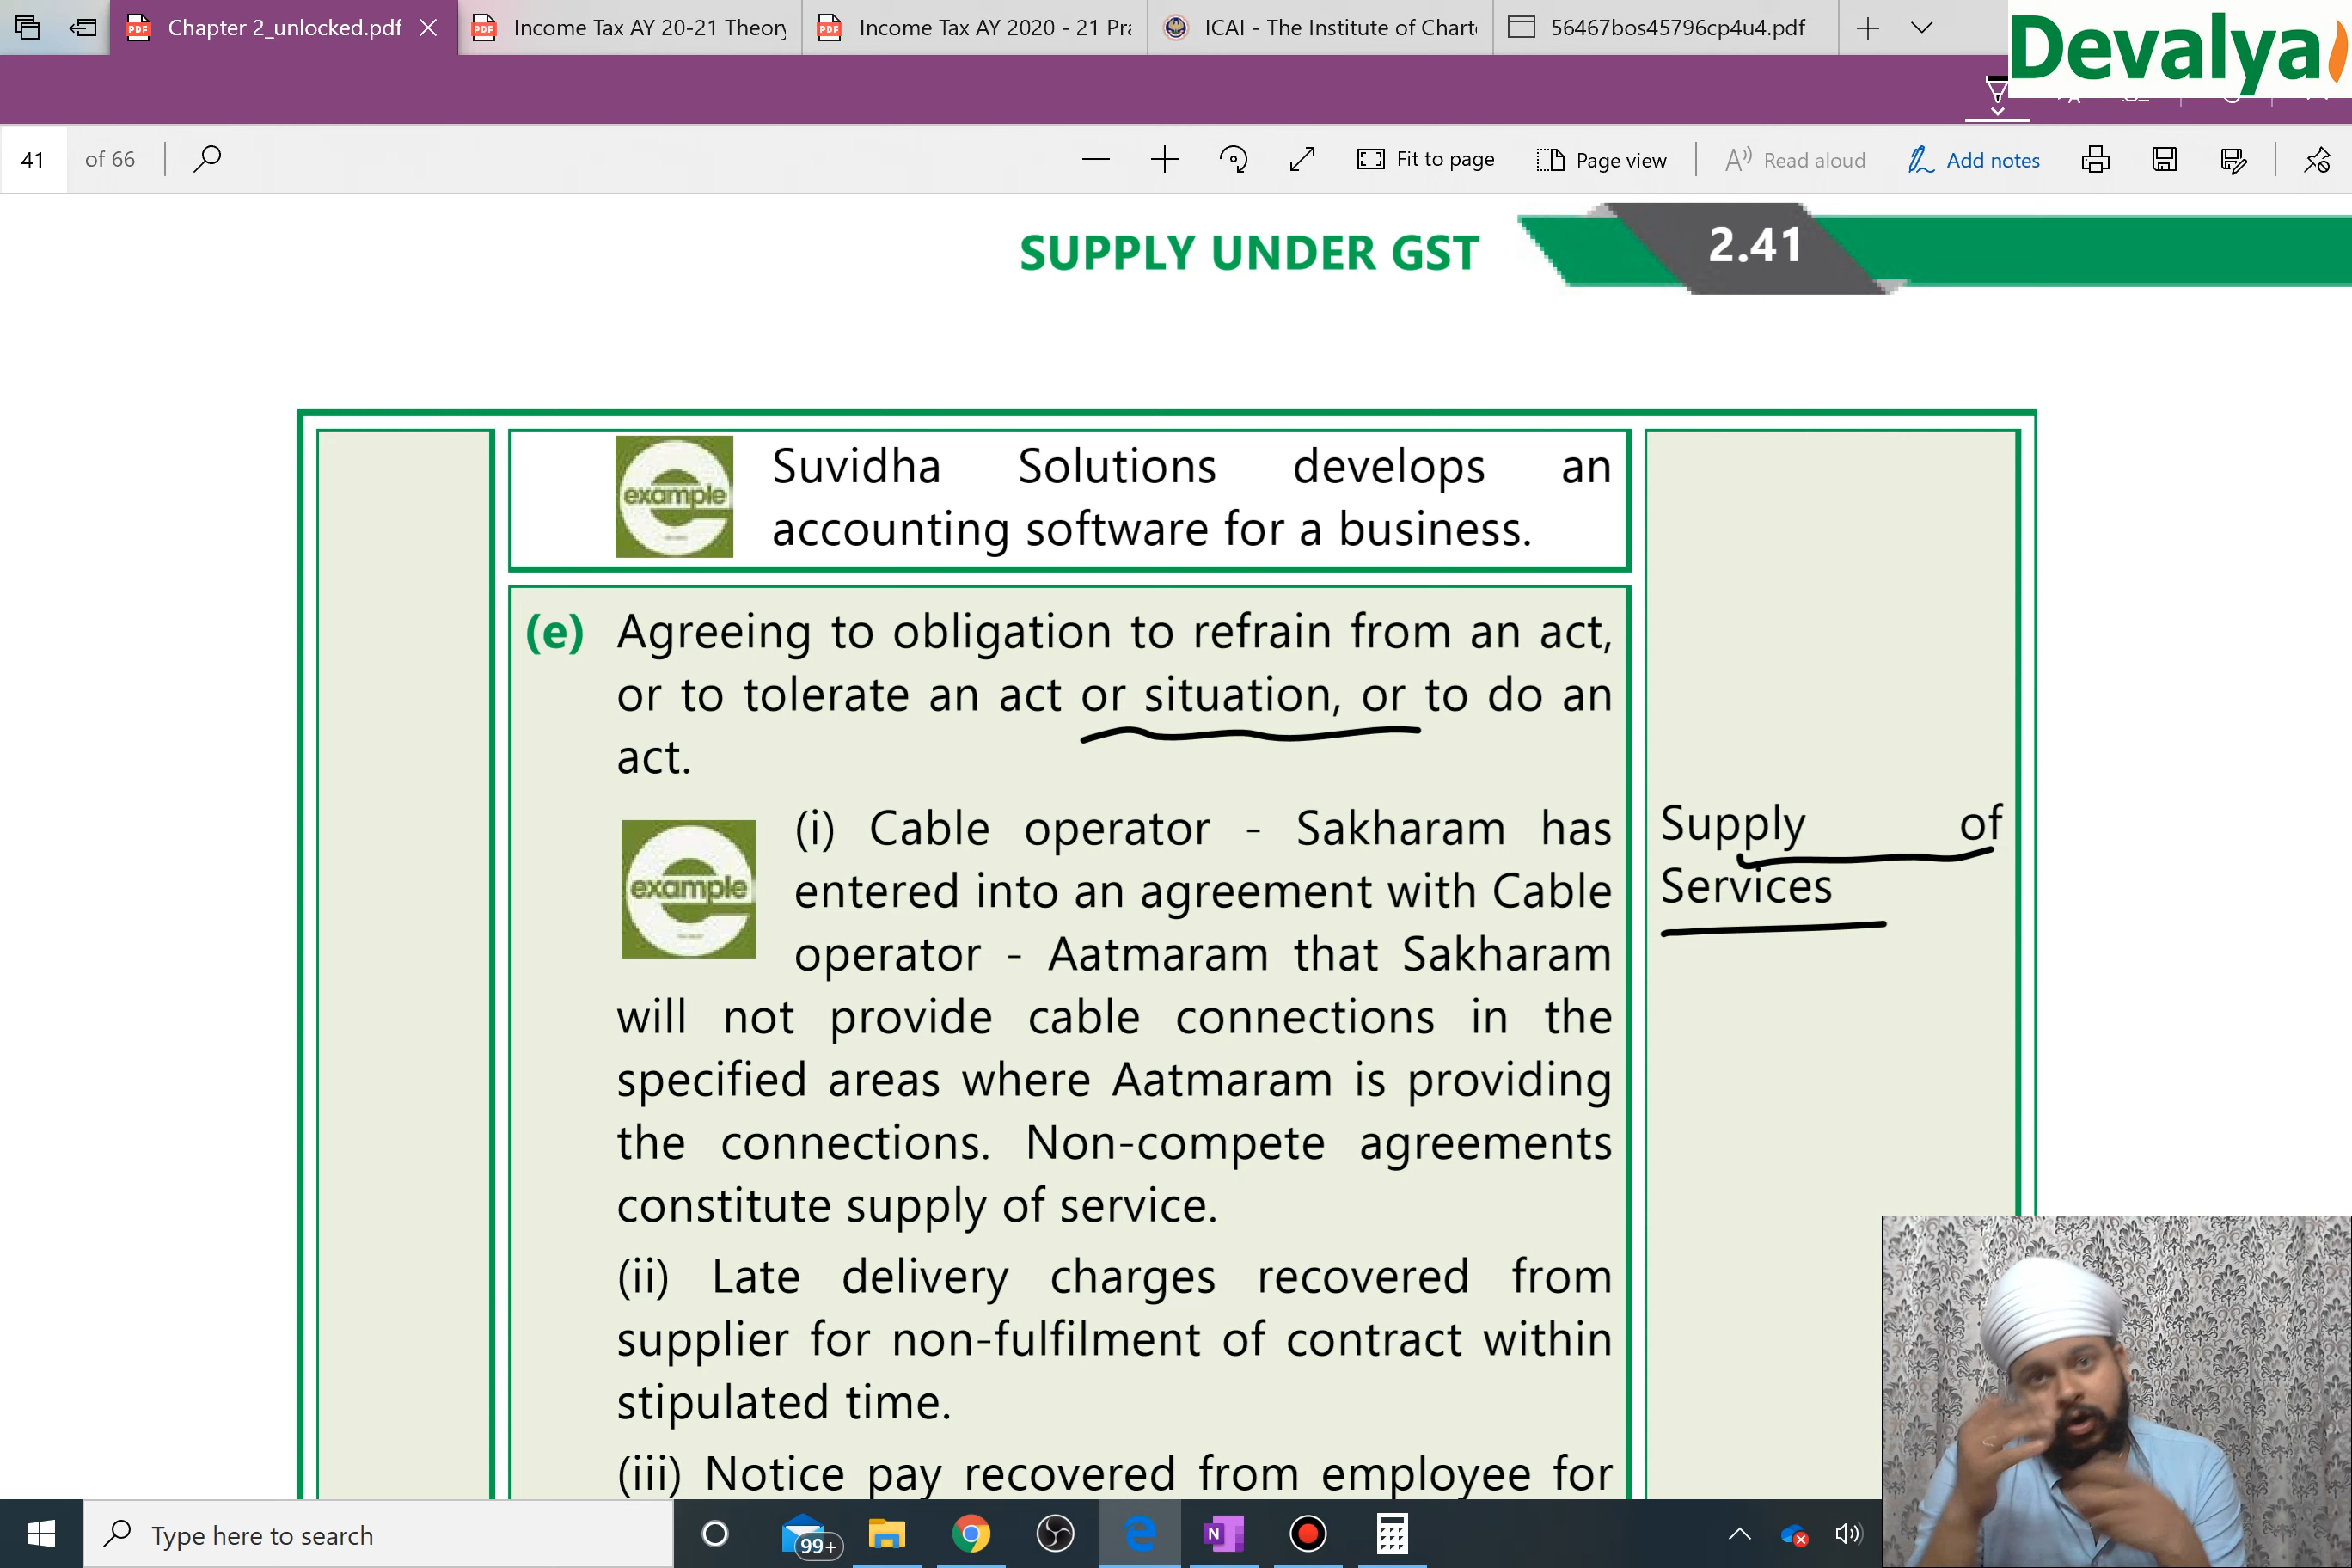 Chapter 2_unlocked.pdf
Income Tax AY 20-21 Theory
Income Tax AY 2020 - 21 Pra
ICAI - The Institute of Charte
56467bos45796cp4u4.pdf
Devalya
41 of 66
Fit to page
Page view
Read aloud
Add notes
SUPPLY UNDER GST
2.41
example
Suvidha Solutions develops an
accounting software for a business.
(e) Agreeing to obligation to refrain from an act,
or to tolerate an act or situation, or to do an
act.
example
(i) Cable operator - Sakharam has
entered into an agreement with Cable
operator - Aatmaram that Sakharam
will not provide cable connections in the
specified areas where Aatmaram is providing
the connections. Non-compete agreements
constitute supply of service.
(ii) Late delivery charges recovered from
supplier for non-fulfilment of contract within
stipulated time.
(iii) Notice pay recovered from employee for
Supply of
Services
Type here to search
99+